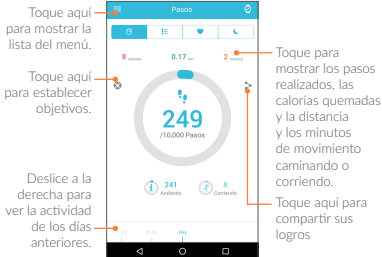 Toque aquí
para mostrar la
lista del menú.
Toque aquí
para establecer
objetivos.
Deslice a la
derecha para
ver la actividad
de los días
anteriores.
Pasos
8 calorías
0.17 km
2 minutos
249
/10,000 Pasos
241
Andando
8
Corriendo
Hoy
Toque para
mostrar los pasos
realizados, las
calorías quemadas
y la distancia
y los minutos
de movimiento
caminando o
corriendo.
Toque aquí para
compartir sus
logros